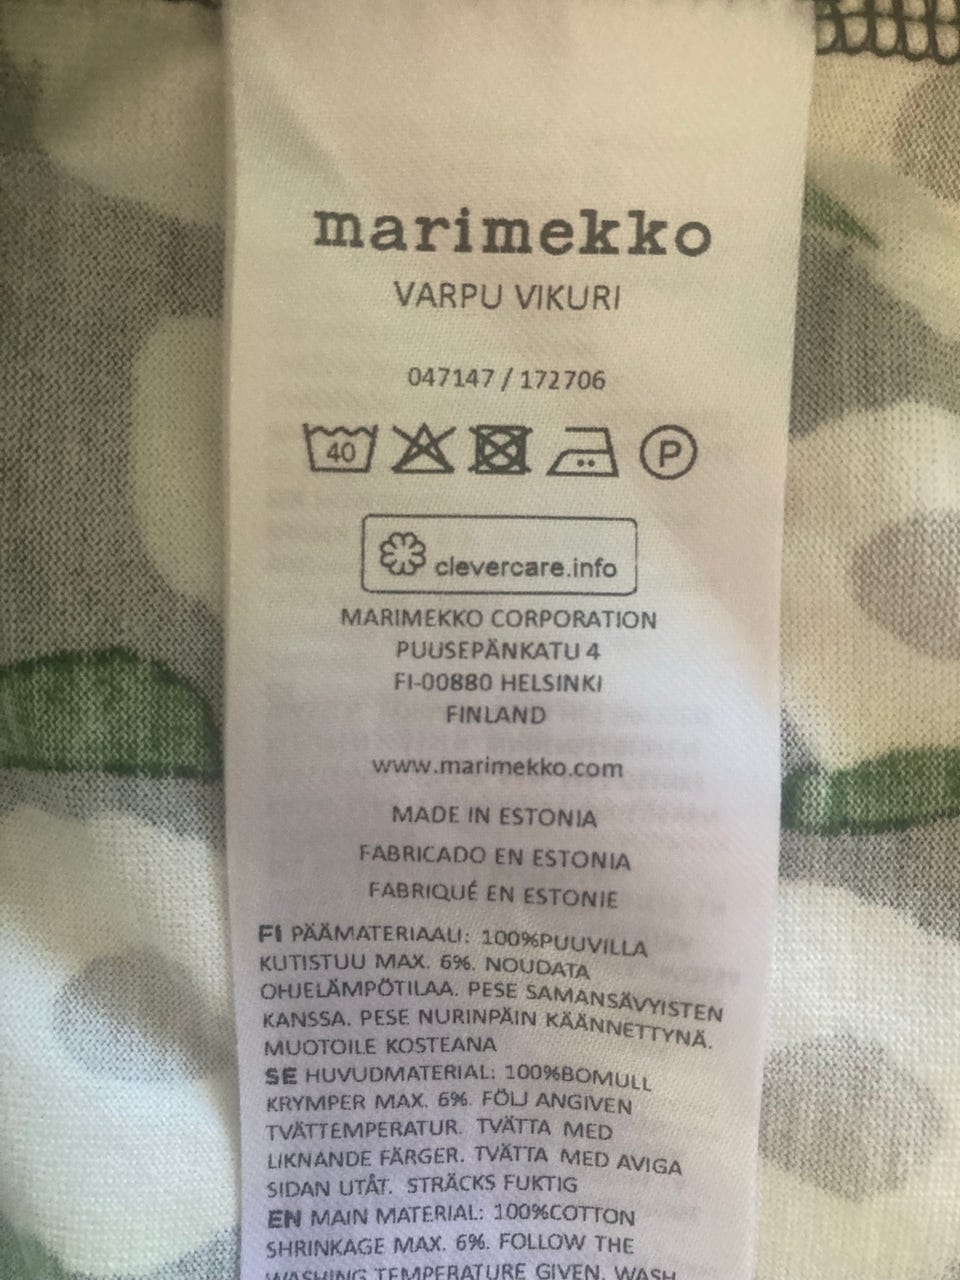 marimekko
VARPU VIKURI
047147 / 172706
40 P
clevercare.info
MARIMEKKO CORPORATION
PUUSEPÄNKATU 4
FI-00880 HELSINKI
FINLAND
www.marimekko.com
MADE IN ESTONIA
FABRICADO EN ESTONIA
FABRIQUÉ EN ESTONIE
FI PÄÄMATERIAALI: 100%PUUVILLA
KUTISTUU MAX. 6%. NOUDATA
OHJELÄMPÖTILAA. PESE SAMANSÄVYISTEN
KANSSA. PESE NURINPÄIN KÄÄNNETTYNÄ.
MUOTOILE KOSTEANA
SE HUVUDMATERIAL: 100%BOMULL
KRYMPER MAX. 6%. FÖLJ ANGIVEN
TVÄTTEMPERATUR. TVÄTTA MED
LIKNANDE FÄRGER. TVÄTTA MED AVIGA
SIDAN UTÅT. STRÄCKS FUKTIG
EN MAIN MATERIAL: 100%COTTON
SHRINKAGE MAX. 6%. FOLLOW THE
WASHING TEMPERATURE GIVEN. WASH